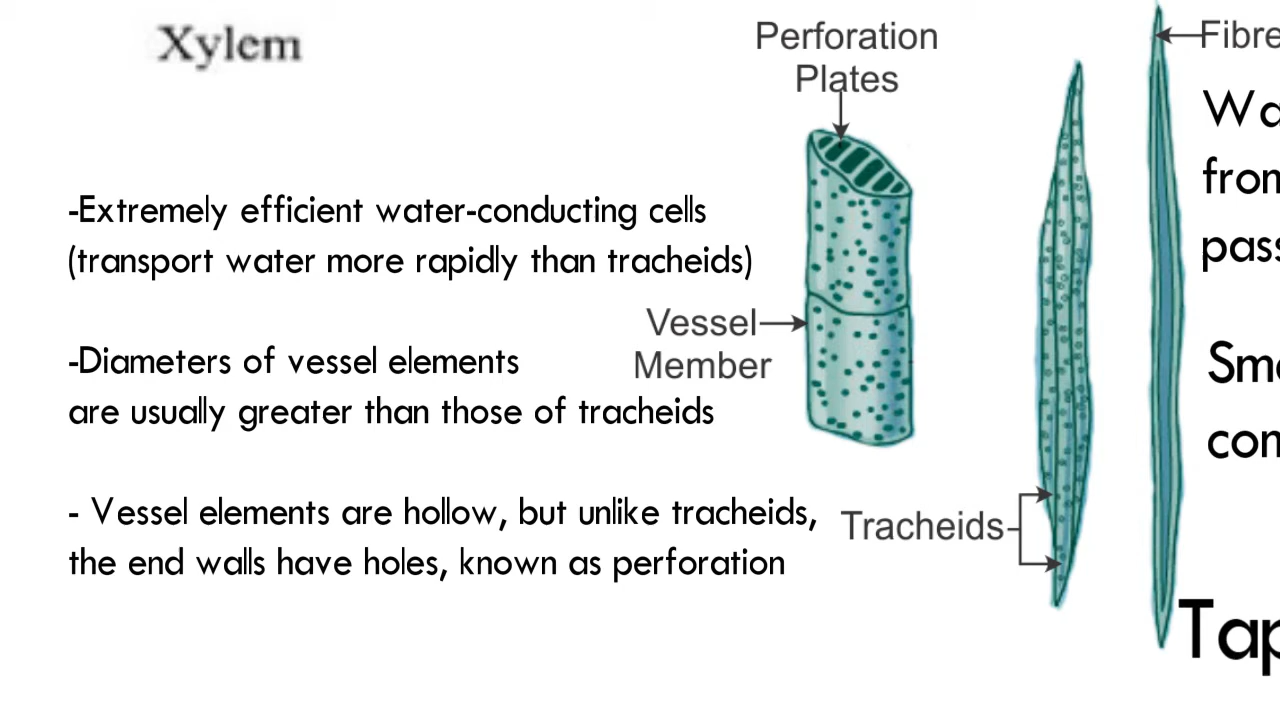 Xylem
Perforation
Plates
-Extremely efficient water-conducting cells
(transport water more rapidly than tracheids)
Vessel
Member
-Diameters of vessel elements
are usually greater than those of tracheids
- Vessel elements are hollow, but unlike tracheids,
the end walls have holes, known as perforation
Tracheids
Fibre
from